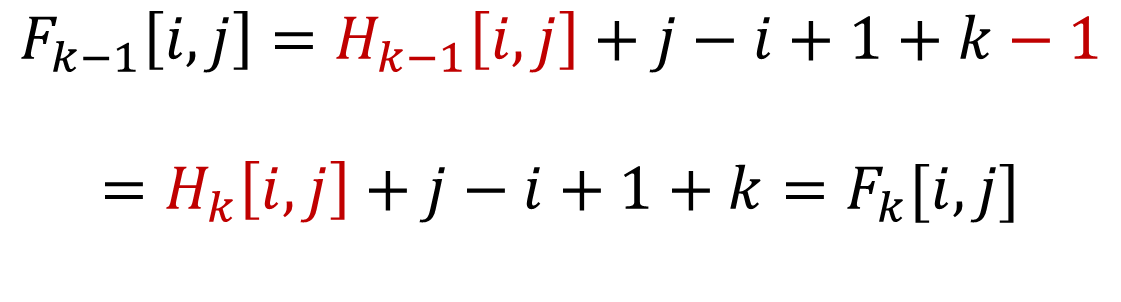 F_{k−1}[i,j] = H_{k−1}[i,j] + j − i + 1 + k − 1
= H_k[i,j] + j − i + 1 + k = F_k[i,j]